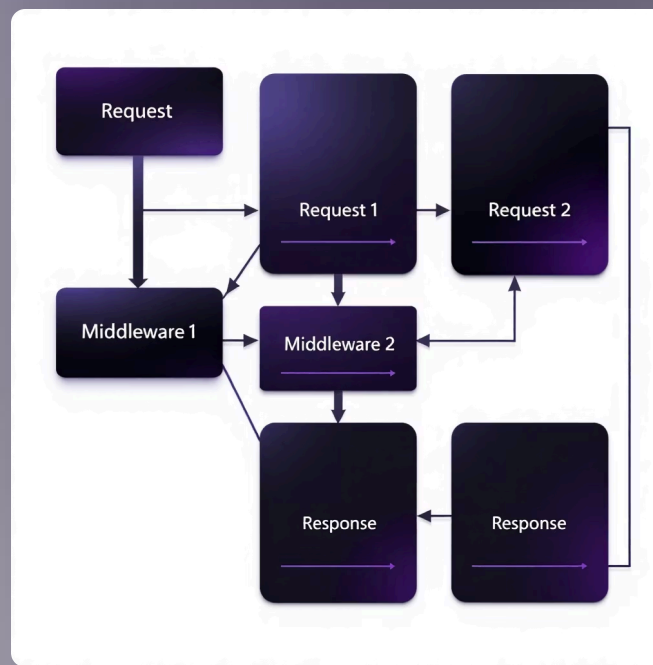 Request
Request 1
Request 2
Middleware 1
Middleware 2
Response
Response